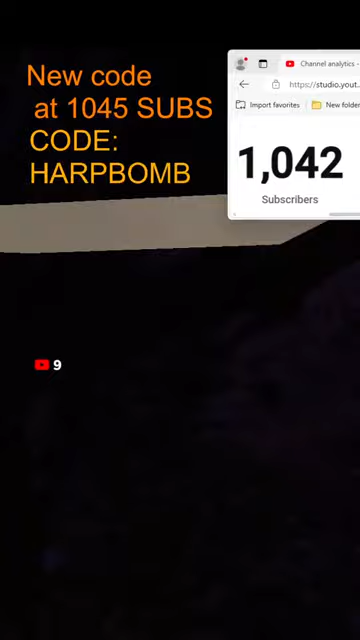 New code
at 1045 SUBS
CODE:
HARPBOMB
Channel analytics -
https://studio.yout...
Import favorites
New folder
1,042
Subscribers
9